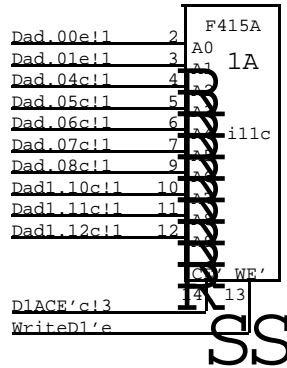 F415A
Dad.00e!1 2 A0
1A
Dad.01e!1 3 A1
Dad.04c!1 4 A2
Dad.05c!1 5
Dad.06c!1 6 i11c
Dad.07c!1 7
Dad.08c!1 9
Dad1.10c!1 10
Dad1.11c!1 11
Dad1.12c!1 12
WE'
D1ACE'c!3 14 13
WriteD1'e
SS